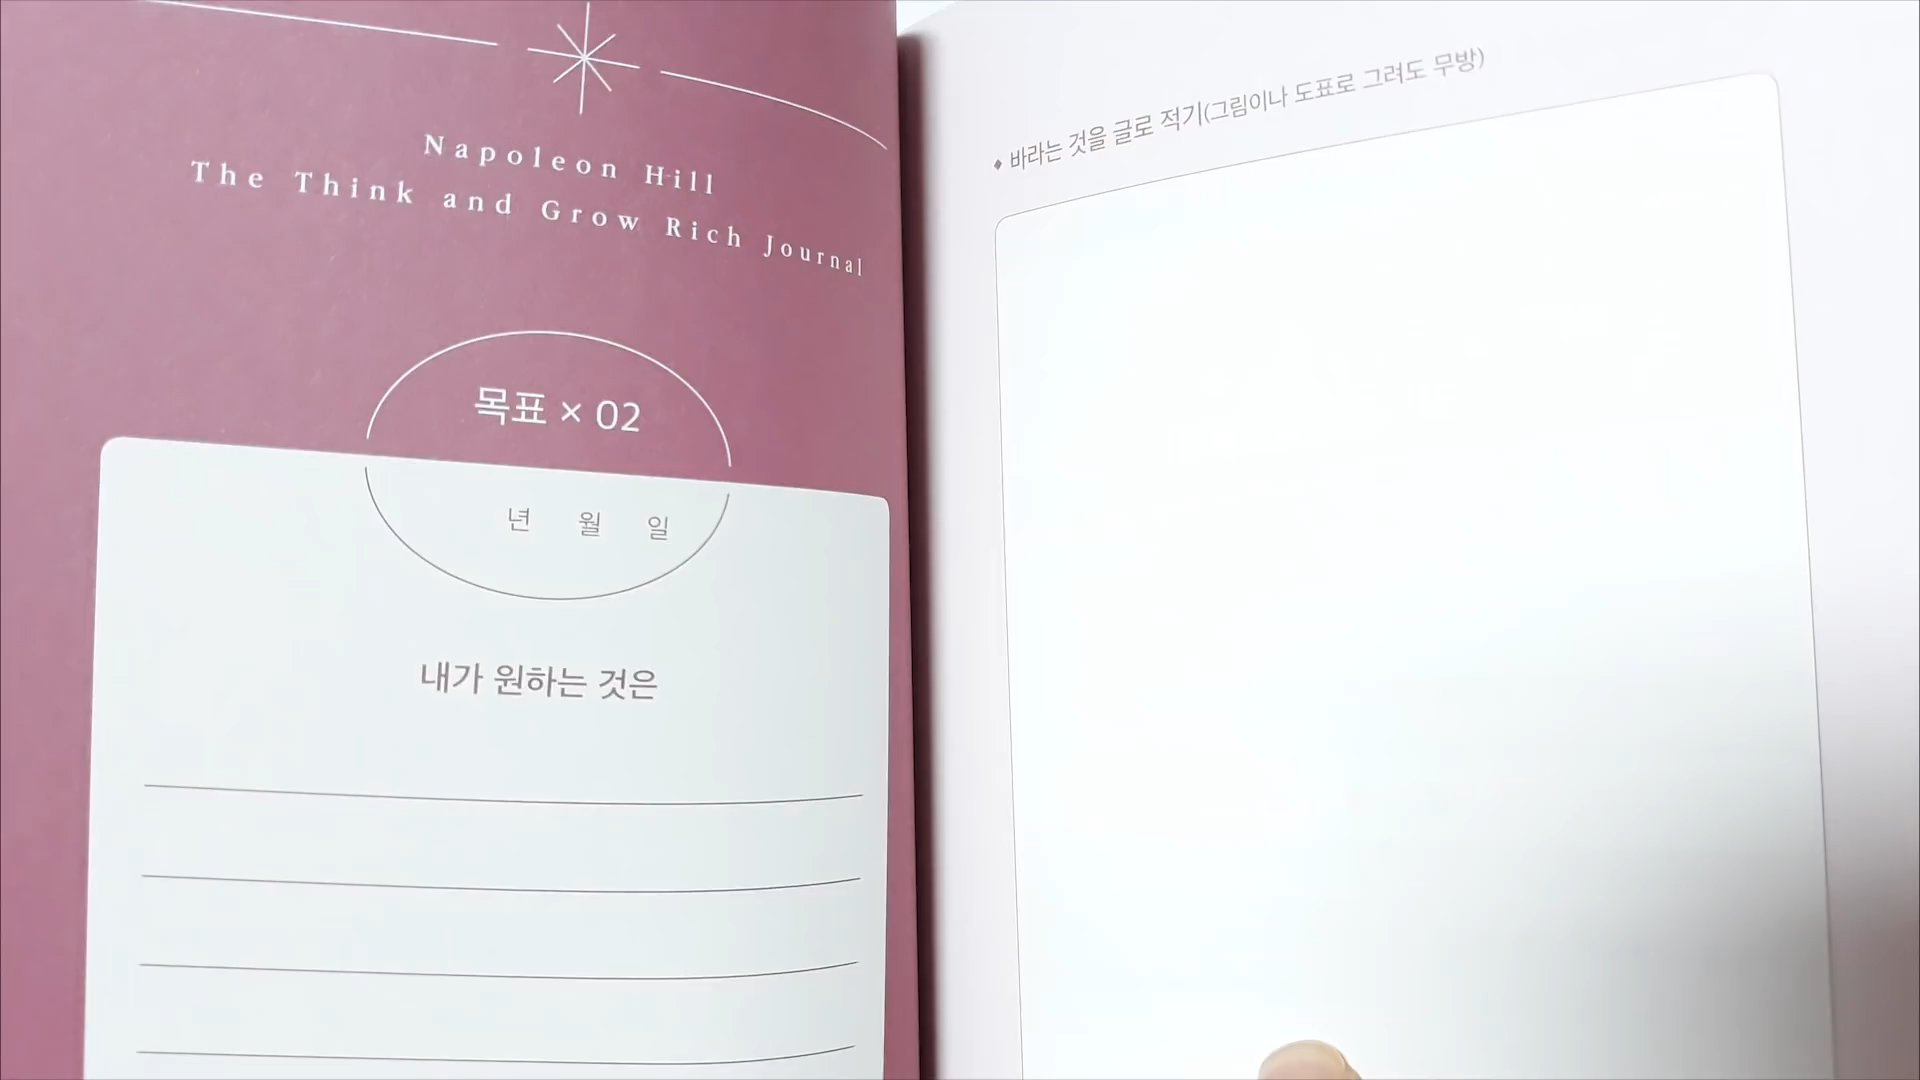 Napoleon Hill
The Think and Grow Rich Journal
목표 × 02
년 월 일
내가 원하는 것은
◆ 바라는 것을 글로 적기(그림이나 도표로 그려도 무방)